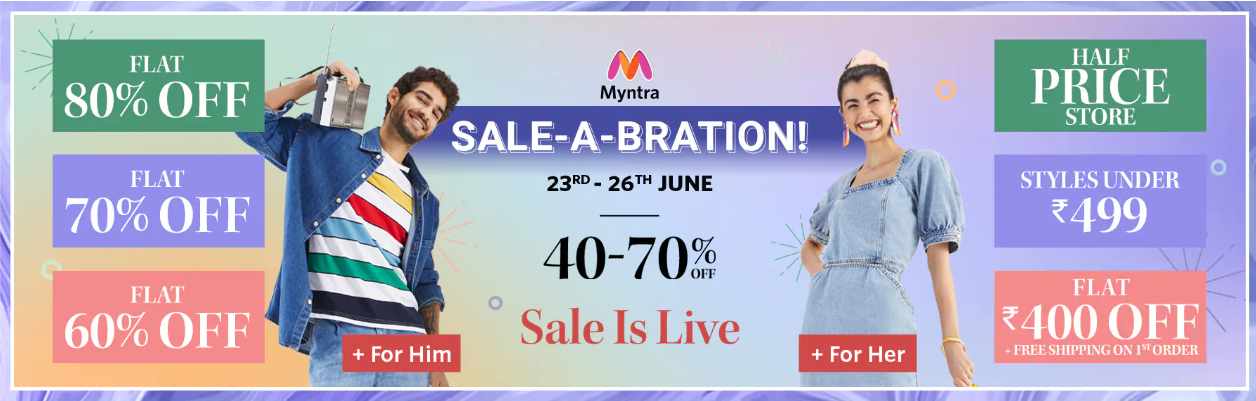 FLAT
80% OFF
FLAT
70% OFF
FLAT
60% OFF
+ For Him
Myntra
SALE-A-BRATION!
23RD - 26TH JUNE
40-70% OFF
Sale Is Live
+ For Her
HALF
PRICE
STORE
STYLES UNDER
₹499
FLAT
₹400 OFF
+ FREE SHIPPING ON 1ST ORDER